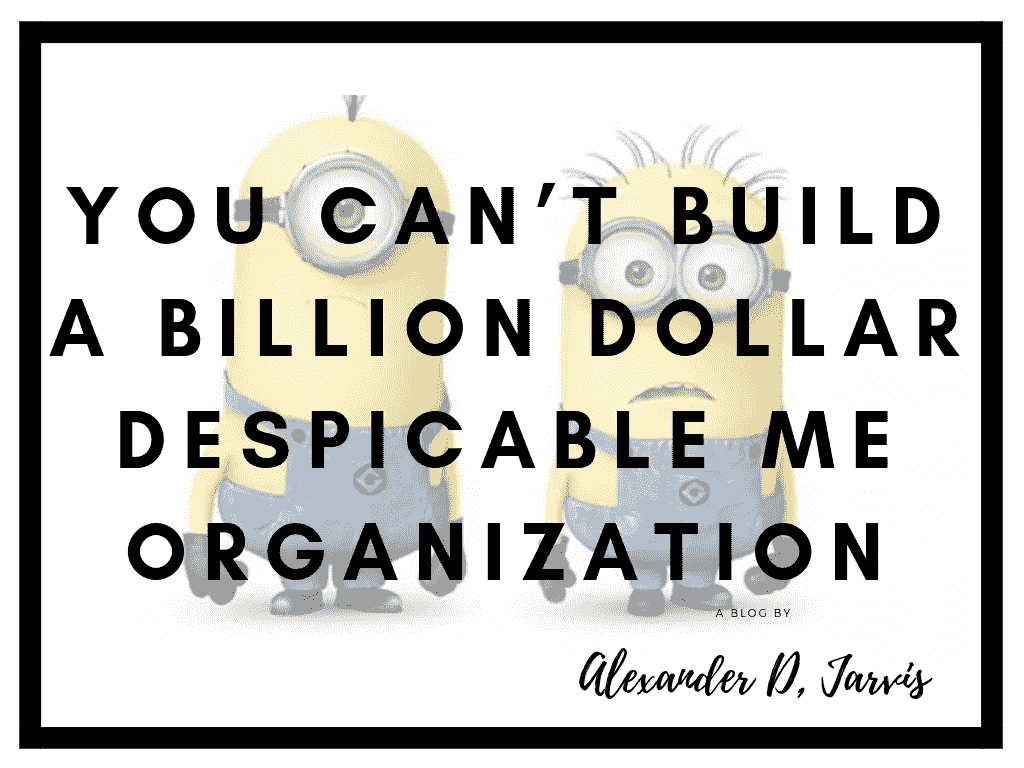 YOU CAN’T BUILD
A BILLION DOLLAR
DESPICABLE ME
ORGANIZATION
A BLOG BY
Alexander D, Jarvis